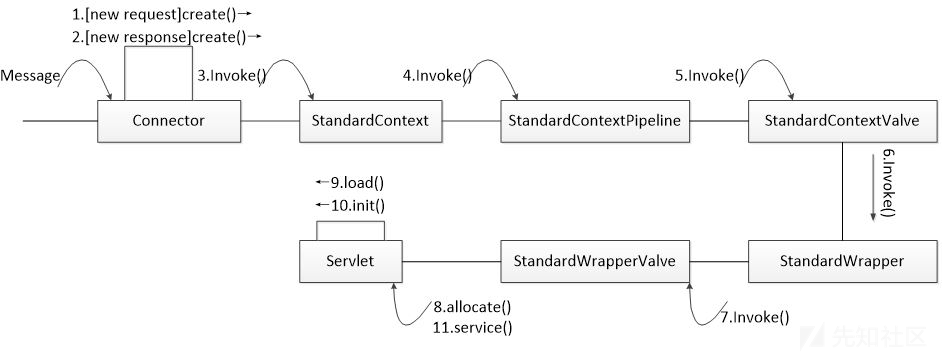 1.[new request]create()→
2.[new response]create()→
Message
3.Invoke()
4.Invoke()
5.Invoke()
Connector
StandardContext
StandardContextPipeline
StandardContextValve
6.Invoke()
←9.load()
←10.init()
Servlet
StandardWrapperValve
StandardWrapper
8.allocate()
11.service()
7.Invoke()
先知社区